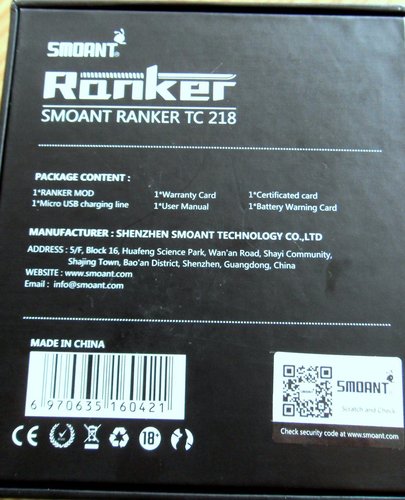 SMOANT®
Ranker
SMOANT RANKER TC 218
PACKAGE CONTENT :
1*RANKER MOD 1*Warranty Card 1*Certificated card
1*Micro USB charging line 1*User Manual 1*Battery Warning Card
MANUFACTURER : SHENZHEN SMOANT TECHNOLOGY CO.,LTD
ADDRESS : 5/F, Block 16, Huafeng Science Park, Wan'an Road, Shayi Community,
Shajing Town, Bao'an District, Shenzhen, Guangdong, China
WEBSITE : www.smoant.com
Email : info@smoant.com
MADE IN CHINA
6 970635 160421
CE 18+
SMOANT
Scratch and Check
Check security code at www.smoant.com